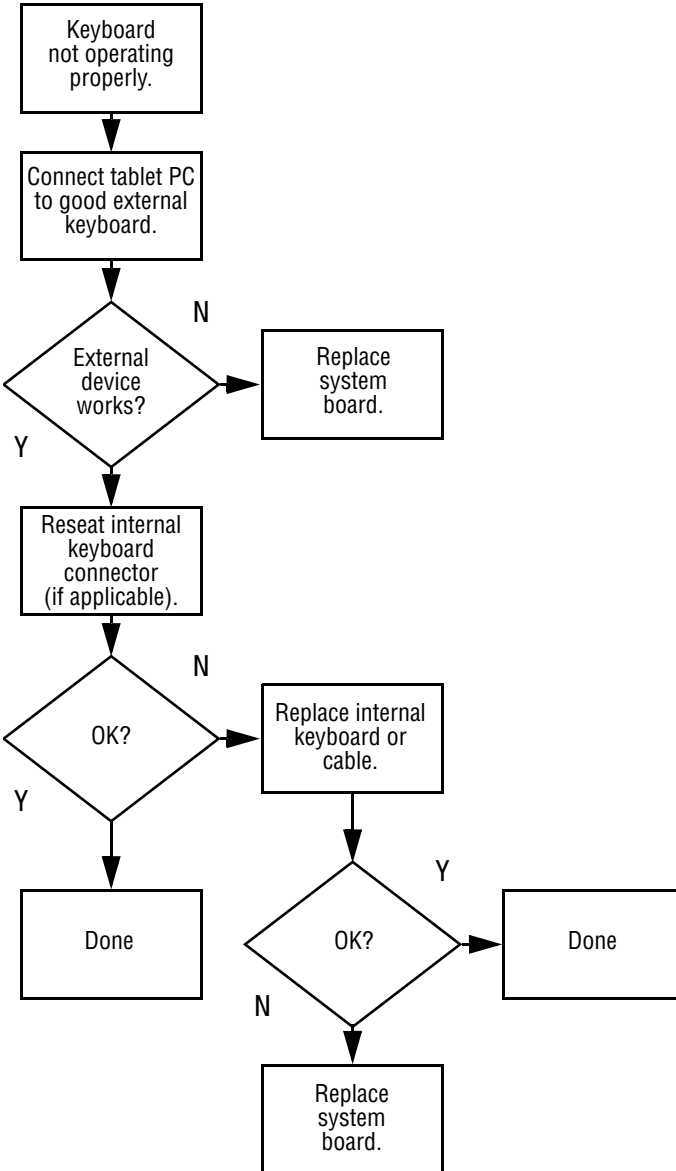 Keyboard
not operating
properly.
Connect tablet PC
to good external
keyboard.
N
External
device
works?
Replace
system
board.
Y
Reseat internal
keyboard
connector
(if applicable).
N
OK?
Replace internal
keyboard or
cable.
Y
Y
Done
OK?
Done
N
Replace
system
board.